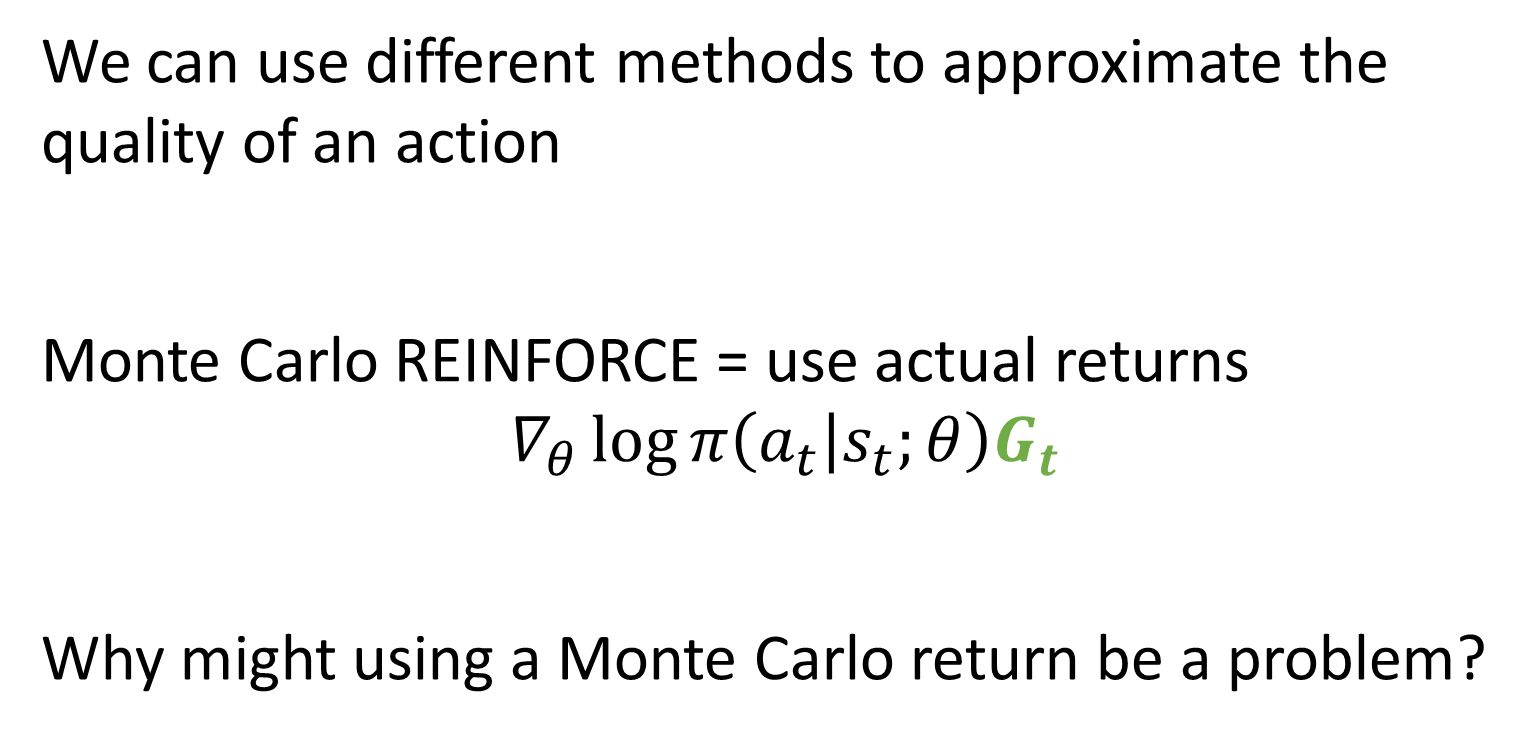 We can use different methods to approximate the
quality of an action
Monte Carlo REINFORCE = use actual returns
∇θ log π(aₜ|sₜ; θ)Gₜ
Why might using a Monte Carlo return be a problem?